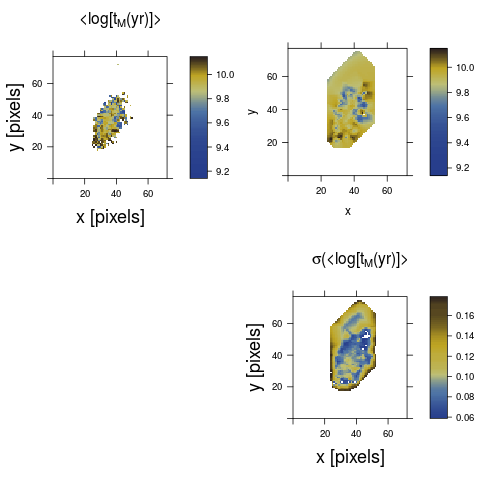 <log[tM(yr)]>
60
40
20
20 40 60
x [pixels]
y [pixels]
10.0
9.8
9.6
9.4
9.2
60
40
20
20 40 60
x
y
10.0
9.8
9.6
9.4
9.2
σ(<log[tM(yr)]>
60
40
20
20 40 60
x [pixels]
y [pixels]
0.16
0.14
0.12
0.10
0.08
0.06